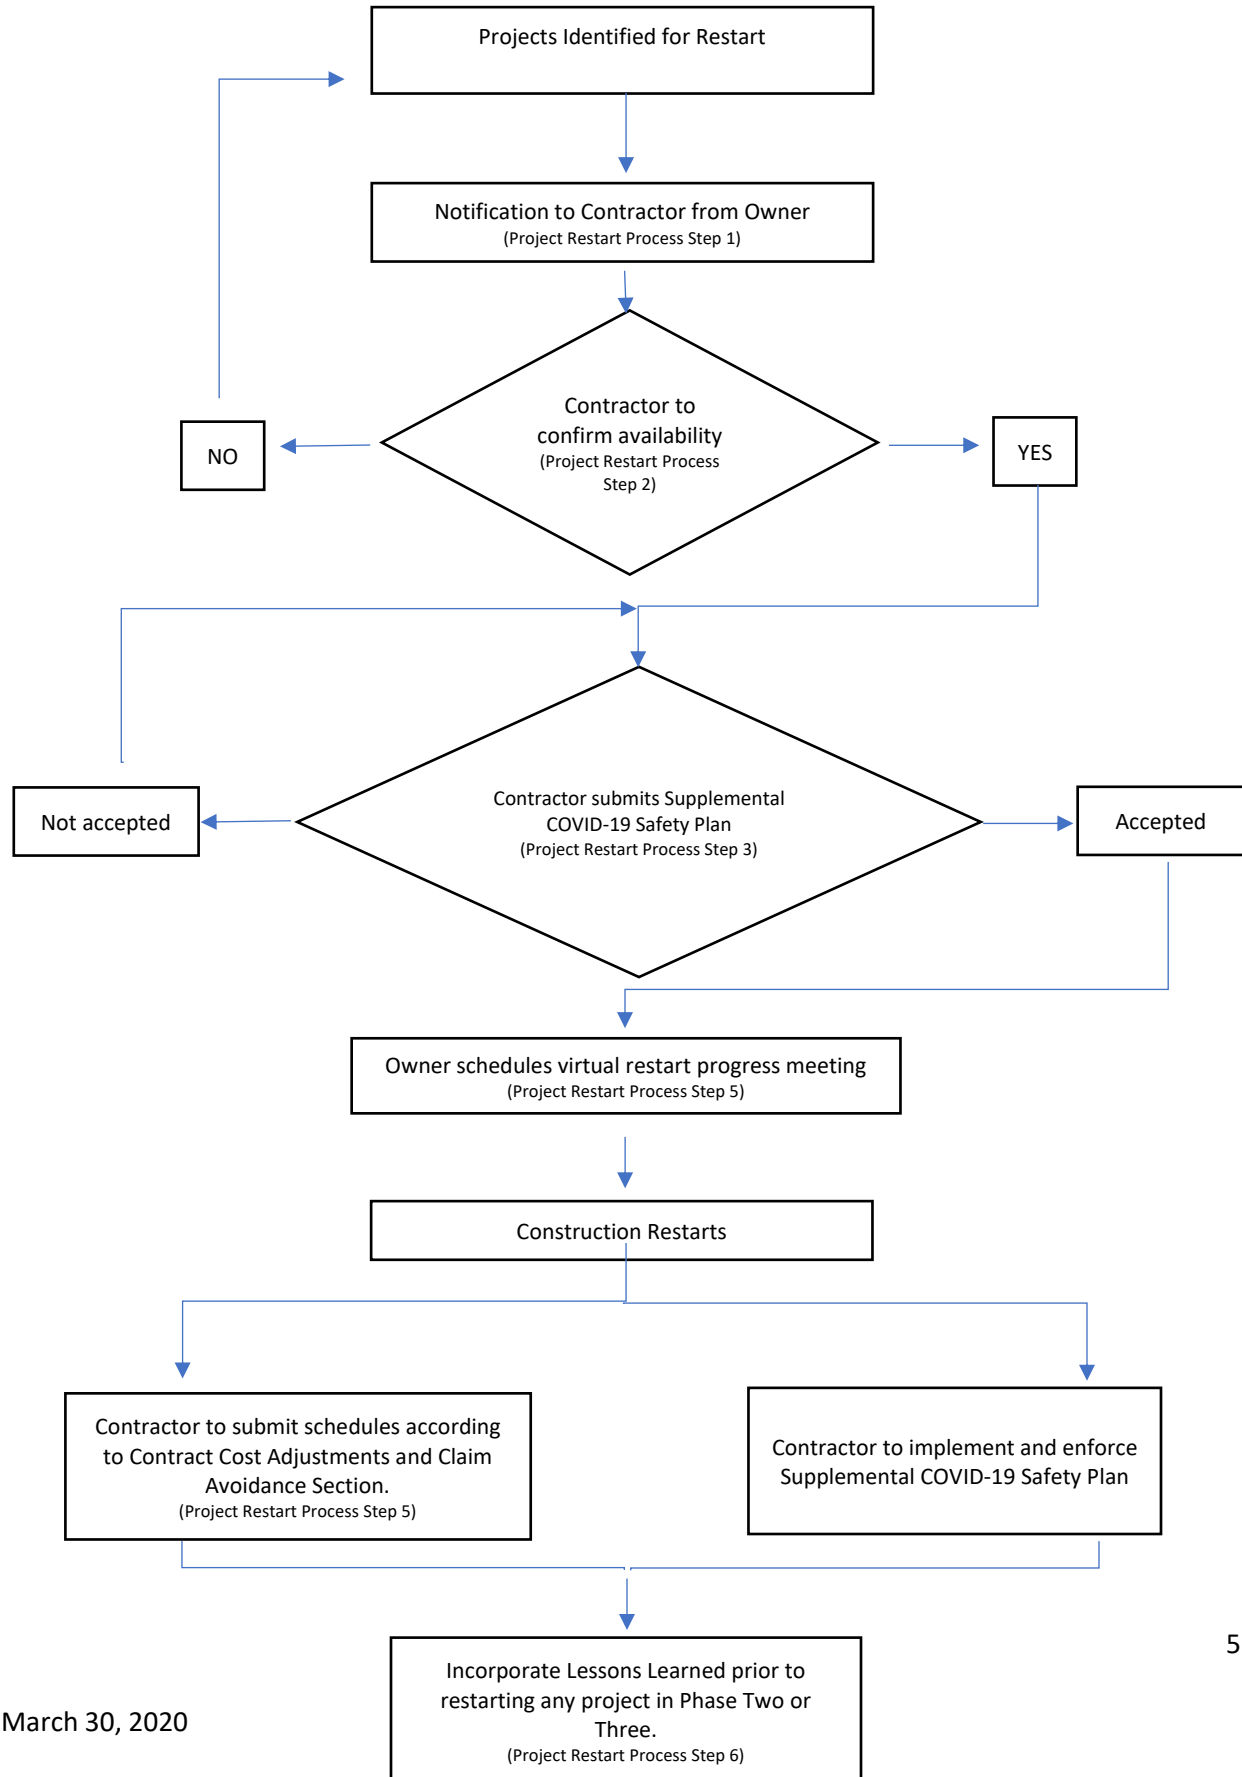 Projects Identified for Restart
Notification to Contractor from Owner
(Project Restart Process Step 1)
Contractor to
confirm availability
(Project Restart Process
Step 2)
NO
YES
Contractor submits Supplemental
COVID-19 Safety Plan
(Project Restart Process Step 3)
Not accepted
Accepted
Owner schedules virtual restart progress meeting
(Project Restart Process Step 5)
Construction Restarts
Contractor to submit schedules according
to Contract Cost Adjustments and Claim
Avoidance Section.
(Project Restart Process Step 5)
Contractor to implement and enforce
Supplemental COVID-19 Safety Plan
Incorporate Lessons Learned prior to
restarting any project in Phase Two or
Three.
(Project Restart Process Step 6)
5
March 30, 2020